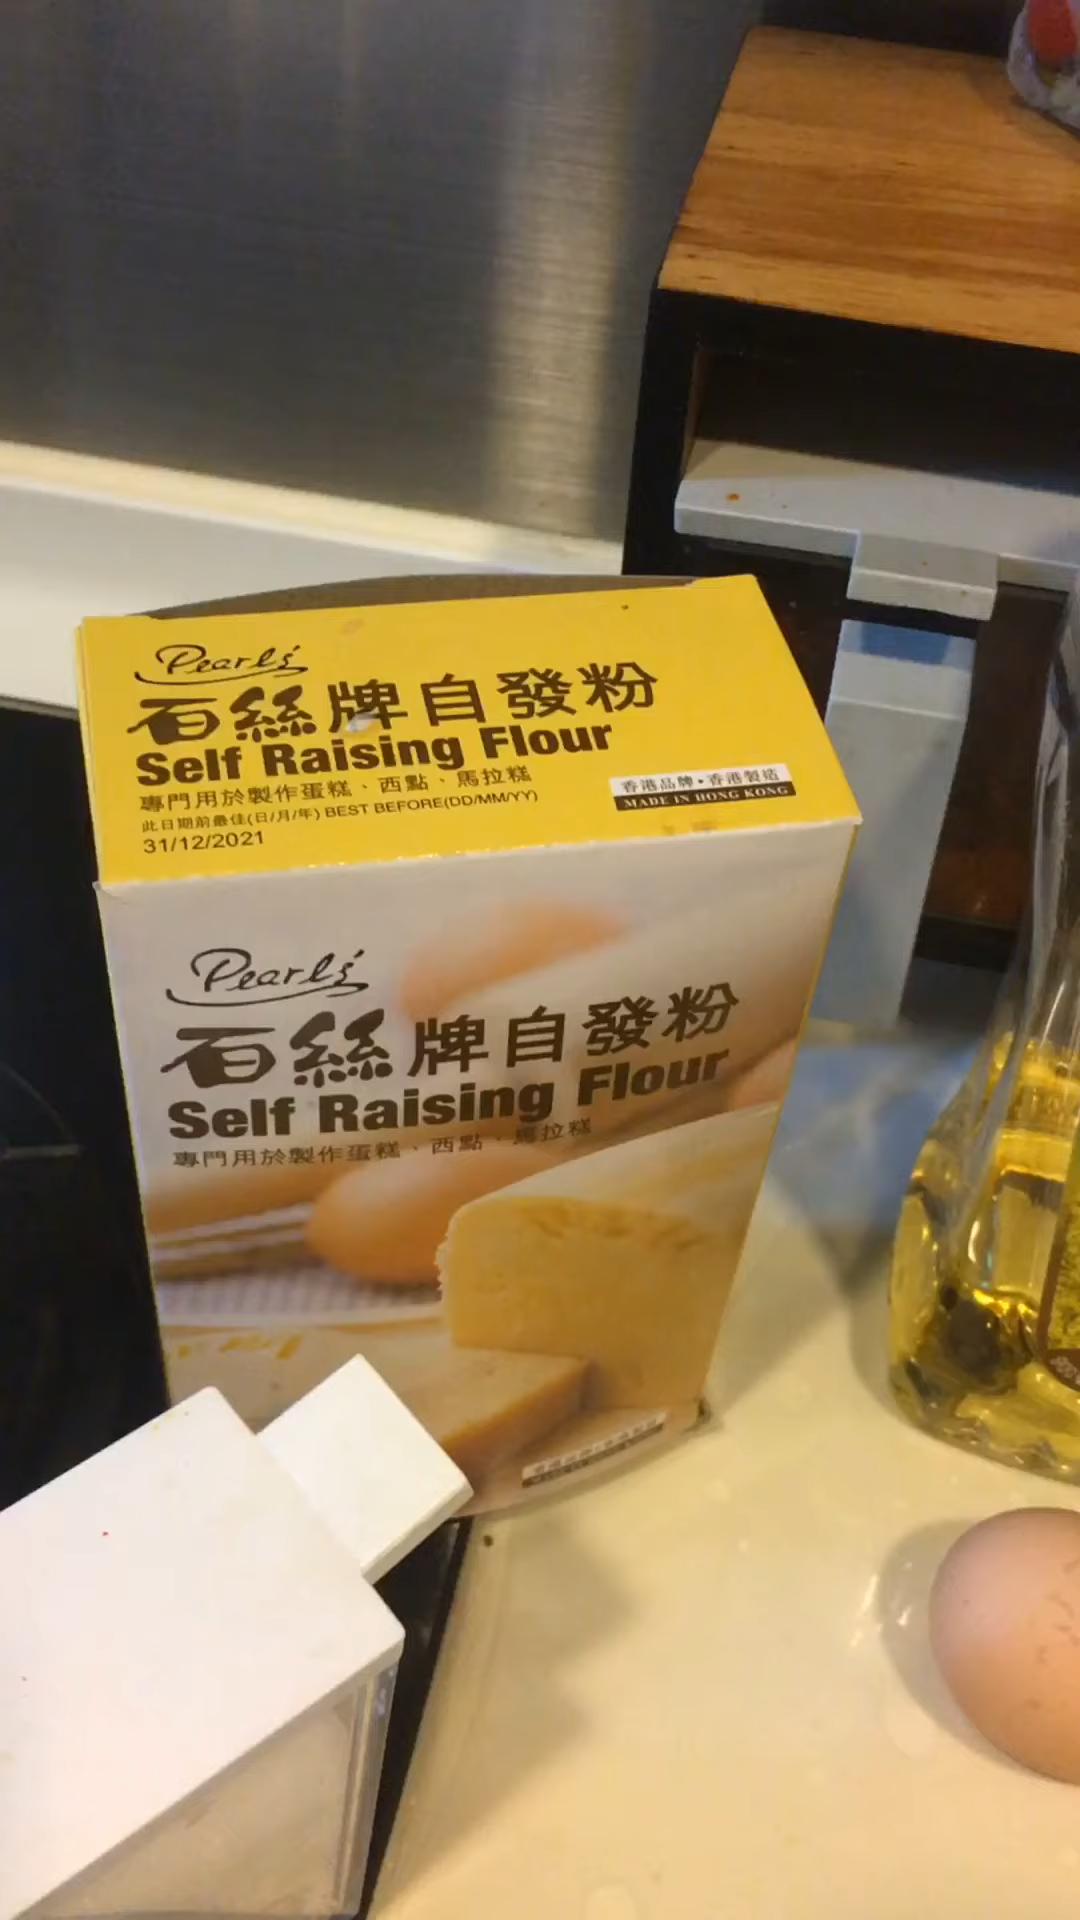 Pearl's
百絲牌自發粉
Self Raising Flour
專門用於製作蛋糕、西點、馬拉糕
此日期前最佳(日/月/年) BEST BEFORE(DD/MM/YY)
31/12/2021
香港品牌•香港製造
MADE IN HONG KONG
Pearl's
百絲牌自發粉
Self Raising Flour
專門用於製作蛋糕、西點、馬拉糕